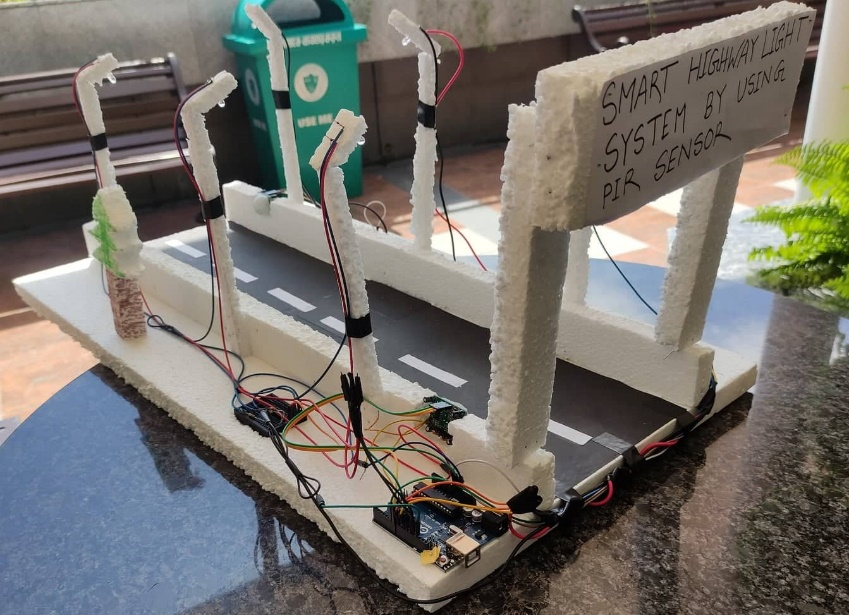 SMART HIGHWAY LIGHT
SYSTEM BY USING
PIR SENSOR
USE ME